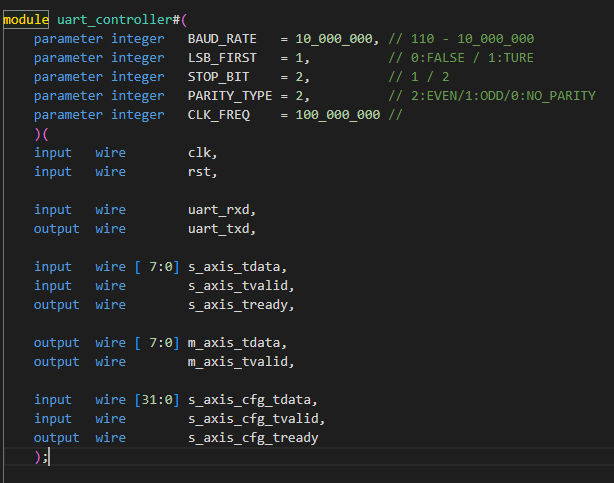 module uart_controller#(
parameter integer BAUD_RATE = 10_000_000, // 110 - 10_000_000
parameter integer LSB_FIRST = 1, // 0:FALSE / 1:TURE
parameter integer STOP_BIT = 2, // 1 / 2
parameter integer PARITY_TYPE = 2, // 2:EVEN/1:ODD/0:NO_PARITY
parameter integer CLK_FREQ = 100_000_000 //
)(
input wire clk,
input wire rst,
input wire uart_rxd,
output wire uart_txd,
input wire [ 7:0] s_axis_tdata,
input wire s_axis_tvalid,
output wire s_axis_tready,
output wire [ 7:0] m_axis_tdata,
output wire m_axis_tvalid,
input wire [31:0] s_axis_cfg_tdata,
input wire s_axis_cfg_tvalid,
output wire s_axis_cfg_tready
);